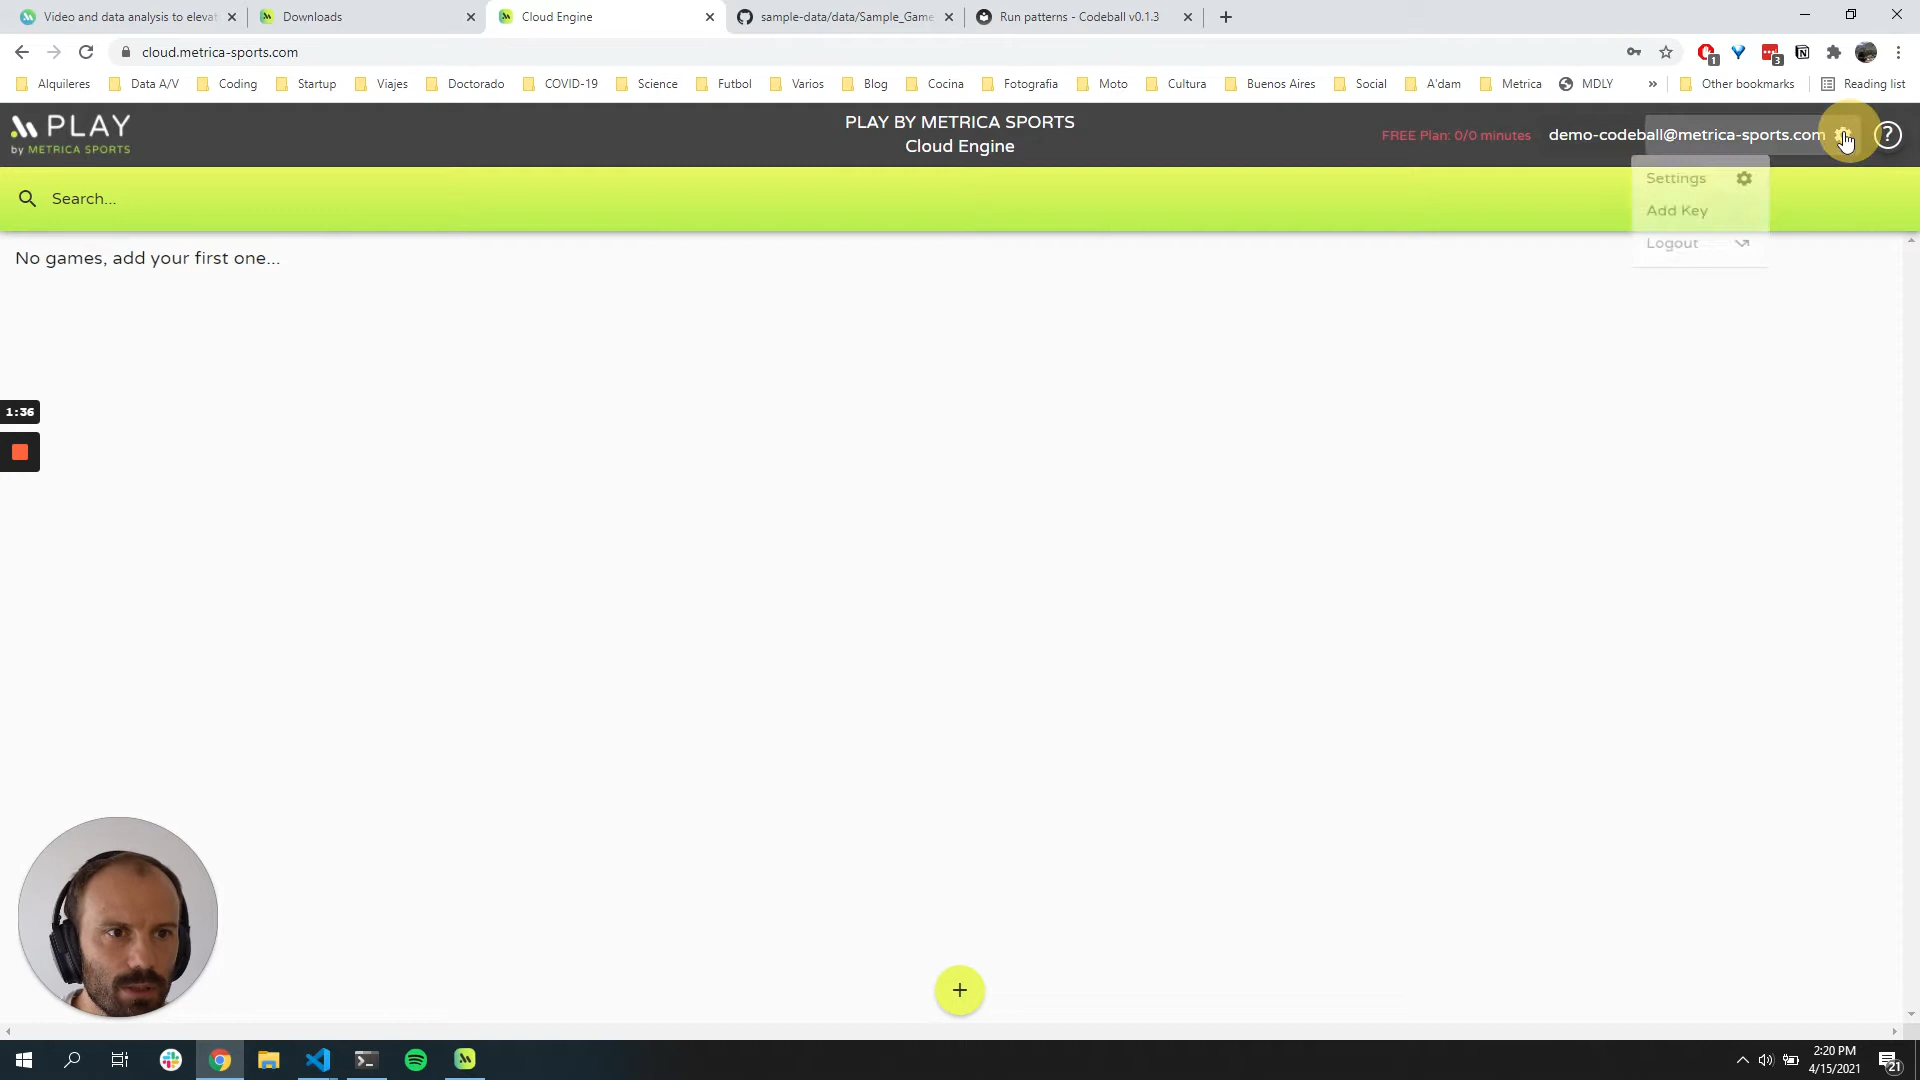 Video and data analysis to elevat
Downloads
Cloud Engine
sample-data/data/Sample_Game
Run patterns - Codeball v0.1.3
cloud.metrica-sports.com
1
3
Alquileres
Data A/V
Coding
Startup
Viajes
Doctorado
COVID-19
Science
Futbol
Varios
Blog
Cocina
Fotografia
Moto
Cultura
Buenos Aires
Social
A'dam
Metrica
MDLY
»
Other bookmarks
Reading list
PLAY
by METRICA SPORTS
PLAY BY METRICA SPORTS
Cloud Engine
FREE Plan: 0/0 minutes
demo-codeball@metrica-sports.com
?
Settings
Add Key
Logout
Search...
No games, add your first one...
1:36
+
2:20 PM
4/15/2021
21